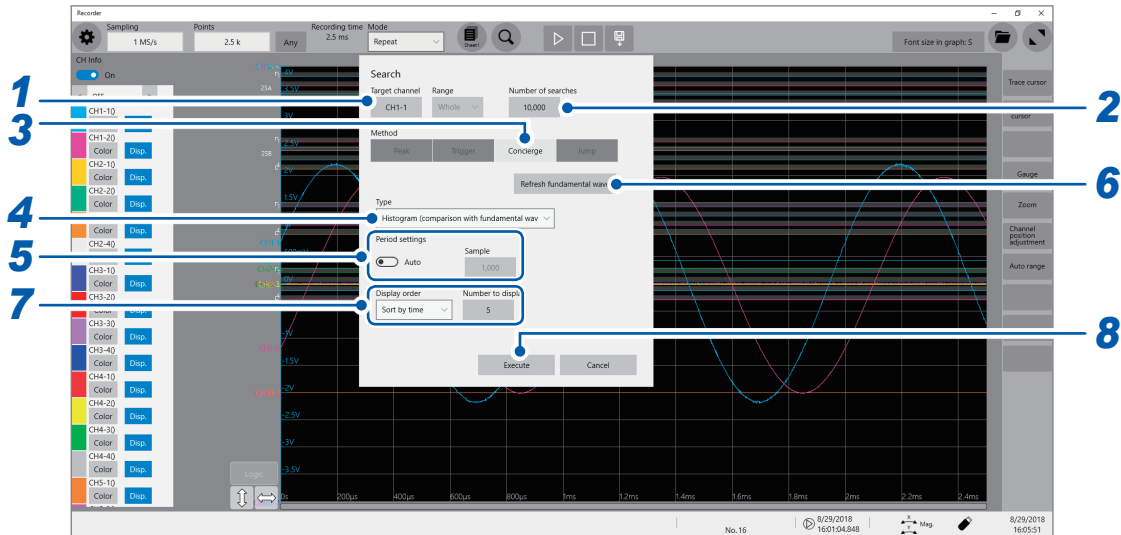 Recorder
Sampling
Points
Recording time
Mode
1 MS/s
2.5 k
Any
2.5 ms
Repeat
Sheet1
Font size in graph: S
CH Info
On
OFF
CH1-1()
CH1-2()
Color Disp.
CH2-1()
Color Disp.
CH2-2()
Color Disp.
Color Disp.
CH2-4()
CH3-1()
Color Disp.
CH3-2()
Color Disp.
CH3-3()
Color Disp.
CH3-4()
Color Disp.
CH4-1()
Color Disp.
CH4-2()
Color Disp.
CH4-3()
Color Disp.
CH4-4()
Color Disp.
CH5-1()
Color Disp.
Logic
25A
25B
4V
3.5V
3V
2.5V
2V
1.5V
0V
-1V
-1.5V
-2V
-2.5V
-3V
-3.5V
0s 200µs 400µs 600µs 800µs 1ms 1.2ms 1.4ms 1.6ms 1.8ms 2ms 2.2ms 2.4ms
Search
Target channel
Range
Number of searches
CH1-1
Whole
10,000
Method
Peak
Trigger
Concierge
Jump
Refresh fundamental wave
Type
Histogram (comparison with fundamental wav
Period settings
Auto
Sample
1,000
Display order
Number to displa
Sort by time
5
Execute
Cancel
Trace cursor
cursor
Gauge
Zoom
Channel
position
adjustment
Auto range
No.16
8/29/2018
16:01:04.848
X
Y
Mag.
8/29/2018
16:05:51
1
2
3
4
5
6
7
8